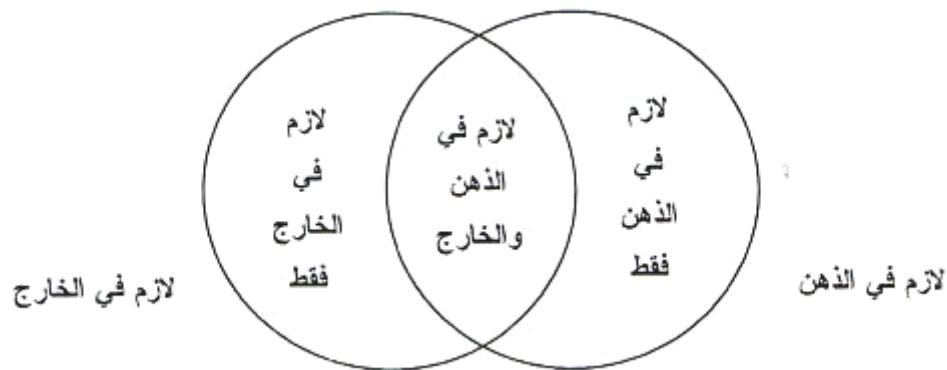 لازم
في
الذهن
فقط
لازم في
الذهن
والخارج
لازم
في
الخارج
فقط
لازم في الذهن
لازم في الخارج